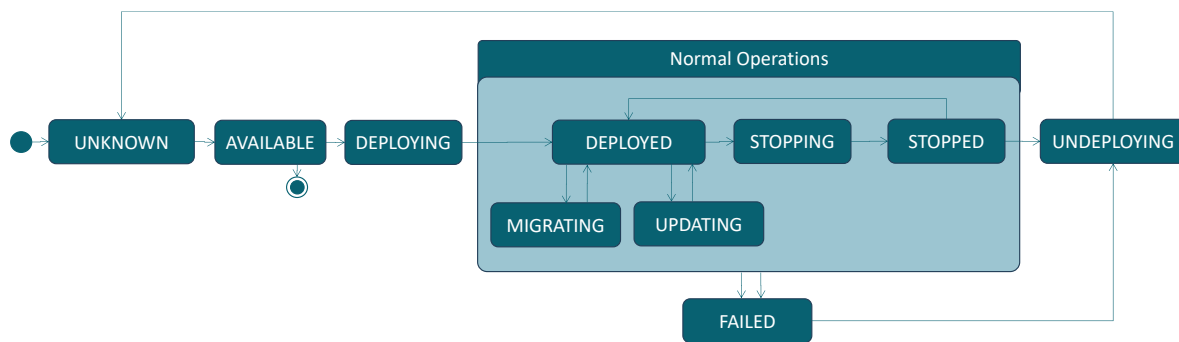 Normal Operations
UNKNOWN
AVAILABLE
DEPLOYING
DEPLOYED
STOPPING
STOPPED
UNDEPLOYING
MIGRATING
UPDATING
FAILED